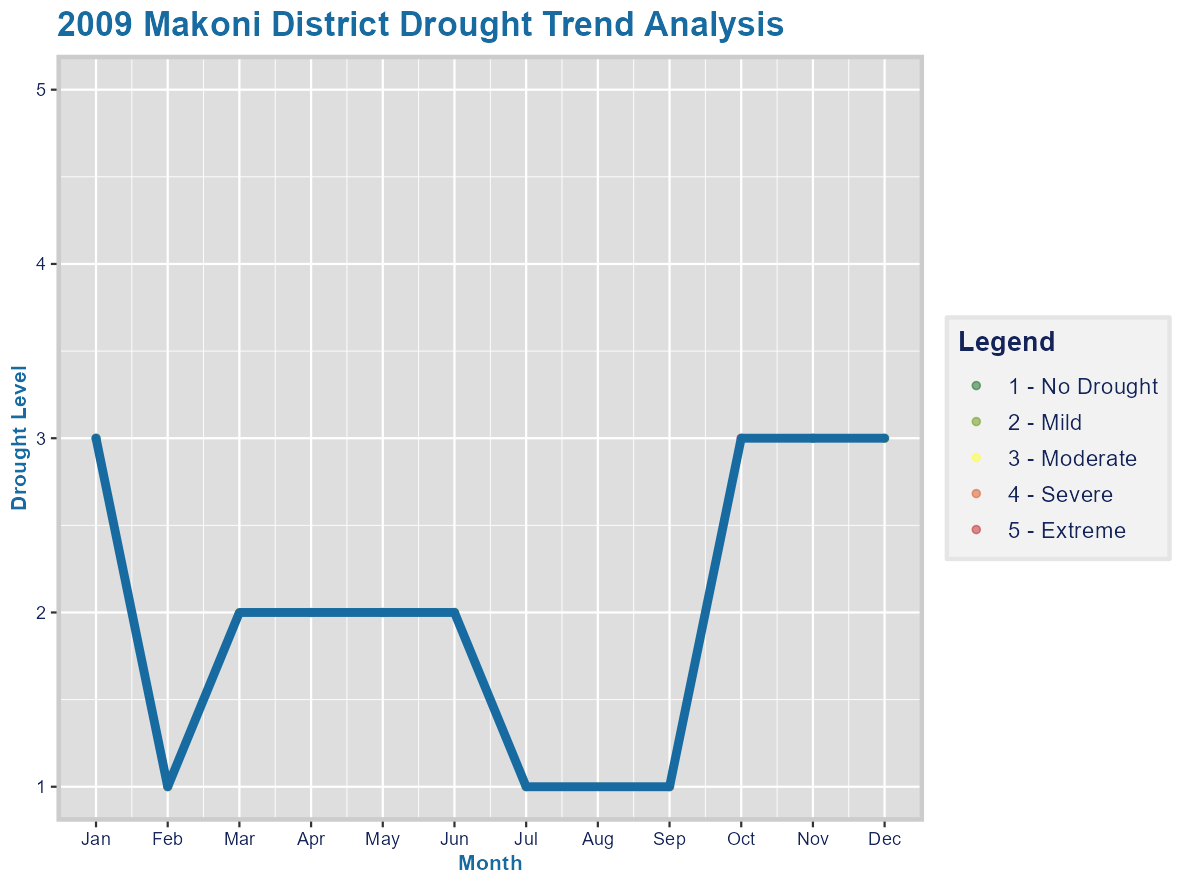 2009 Makoni District Drought Trend Analysis
Drought Level
5
4
3
2
1
Jan Feb Mar Apr May Jun Jul Aug Sep Oct Nov Dec
Month
Legend
1 - No Drought
2 - Mild
3 - Moderate
4 - Severe
5 - Extreme